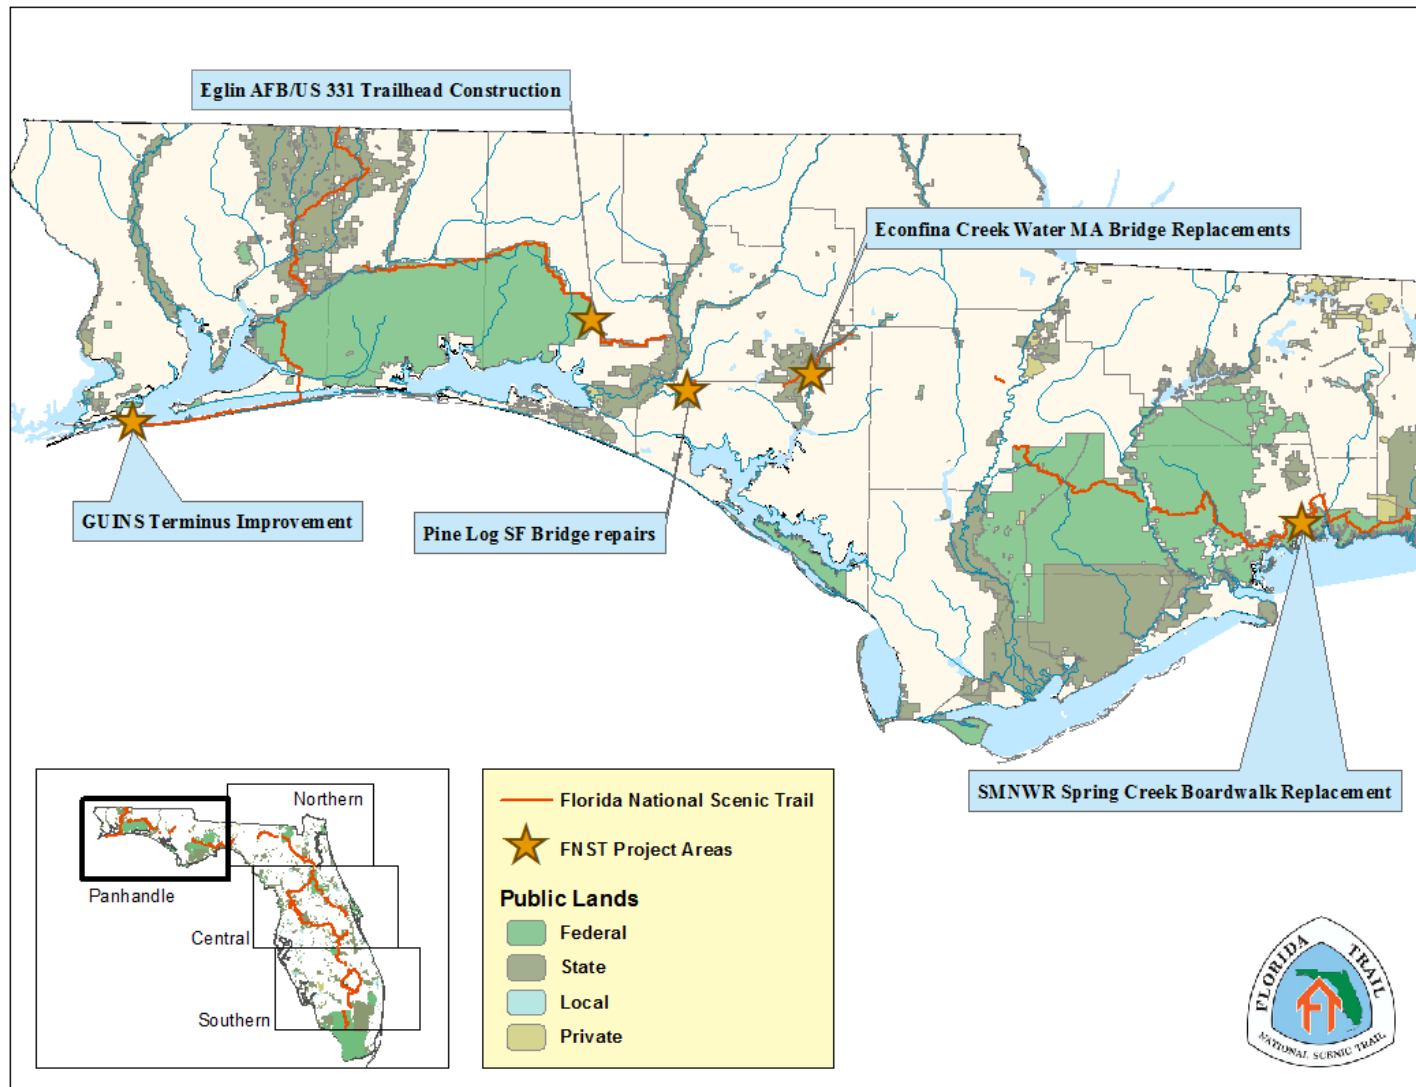 Eglin AFB/US 331 Trailhead Construction
Econfina Creek Water MA Bridge Replacements
GUINS Terminus Improvement
Pine Log SF Bridge repairs
SMNWR Spring Creek Boardwalk Replacement
Northern
Panhandle
Central
Southern
Florida National Scenic Trail
FNST Project Areas
Public Lands
Federal
State
Local
Private
FLORIDA TRAIL
FT
NATIONAL SCENIC TRAIL